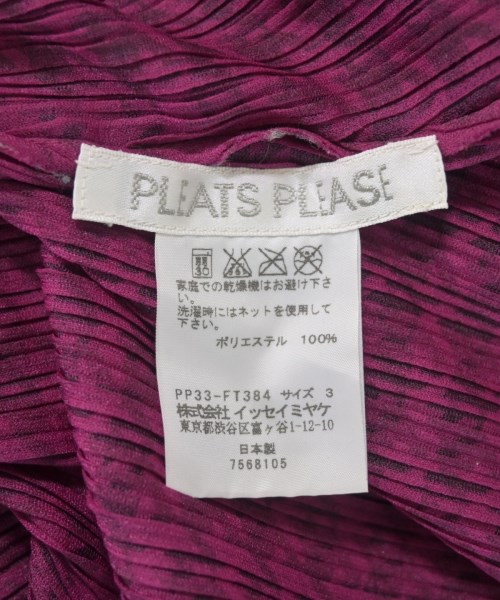 PLEATS PLEASE
家庭での乾燥機はお避け下さ
い。
洗濯時にはネットを使用して
下さい。
ポリエステル 100%
PP33-FT384 サイズ 3
株式会社 イッセイミヤケ
東京都渋谷区富ヶ谷1-12-10
日本製
7568105